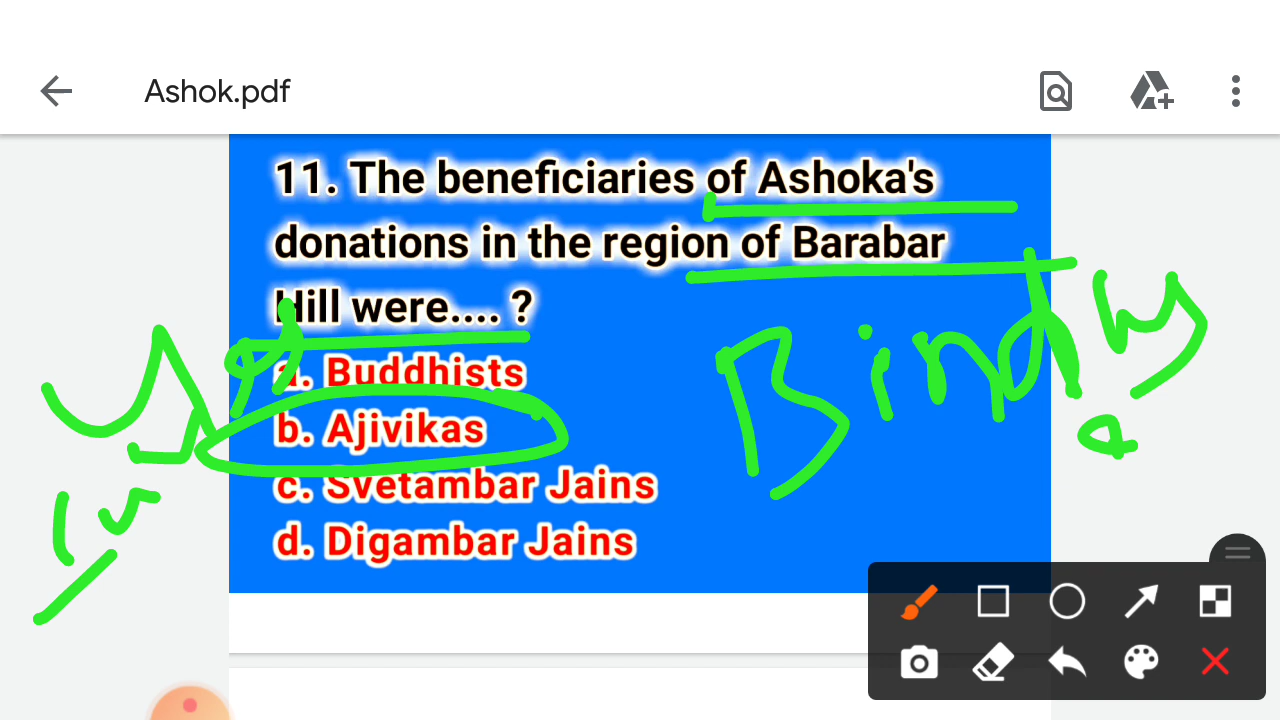 Ashok.pdf
11. The beneficiaries of Ashoka's
donations in the region of Barabar
Hill were.... ?
a. Buddhists
b. Ajivikas
c. Svetambar Jains
d. Digambar Jains